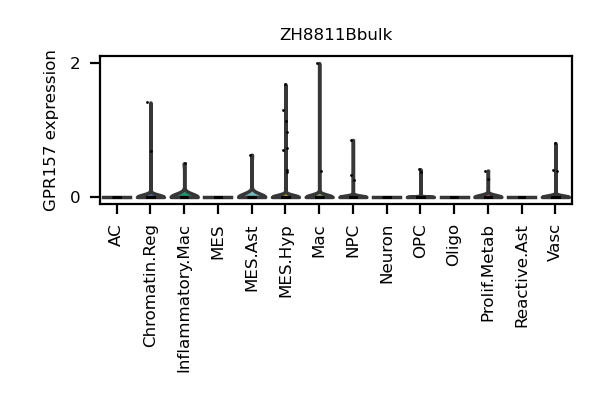 ZH8811Bbulk
GPR157 expression
2
0
AC
Chromatin.Reg
Inflammatory.Mac
MES
MES.Ast
MES.Hyp
Mac
NPC
Neuron
OPC
Oligo
Prolif.Metab
Reactive.Ast
Vasc